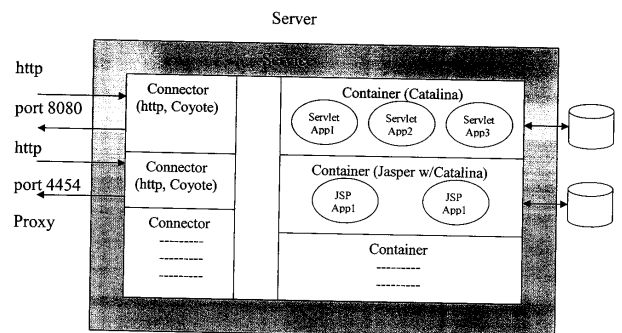 Server
http
port 8080
http
port 4454
Proxy
Connector
(http, Coyote)
Connector
(http, Coyote)
Connector
---------
---------
---------
Container (Catalina)
Servlet
App1
Servlet
App2
Servlet
App3
Container (Jasper w/Catalina)
JSP
App1
JSP
App1
Container
---------
---------